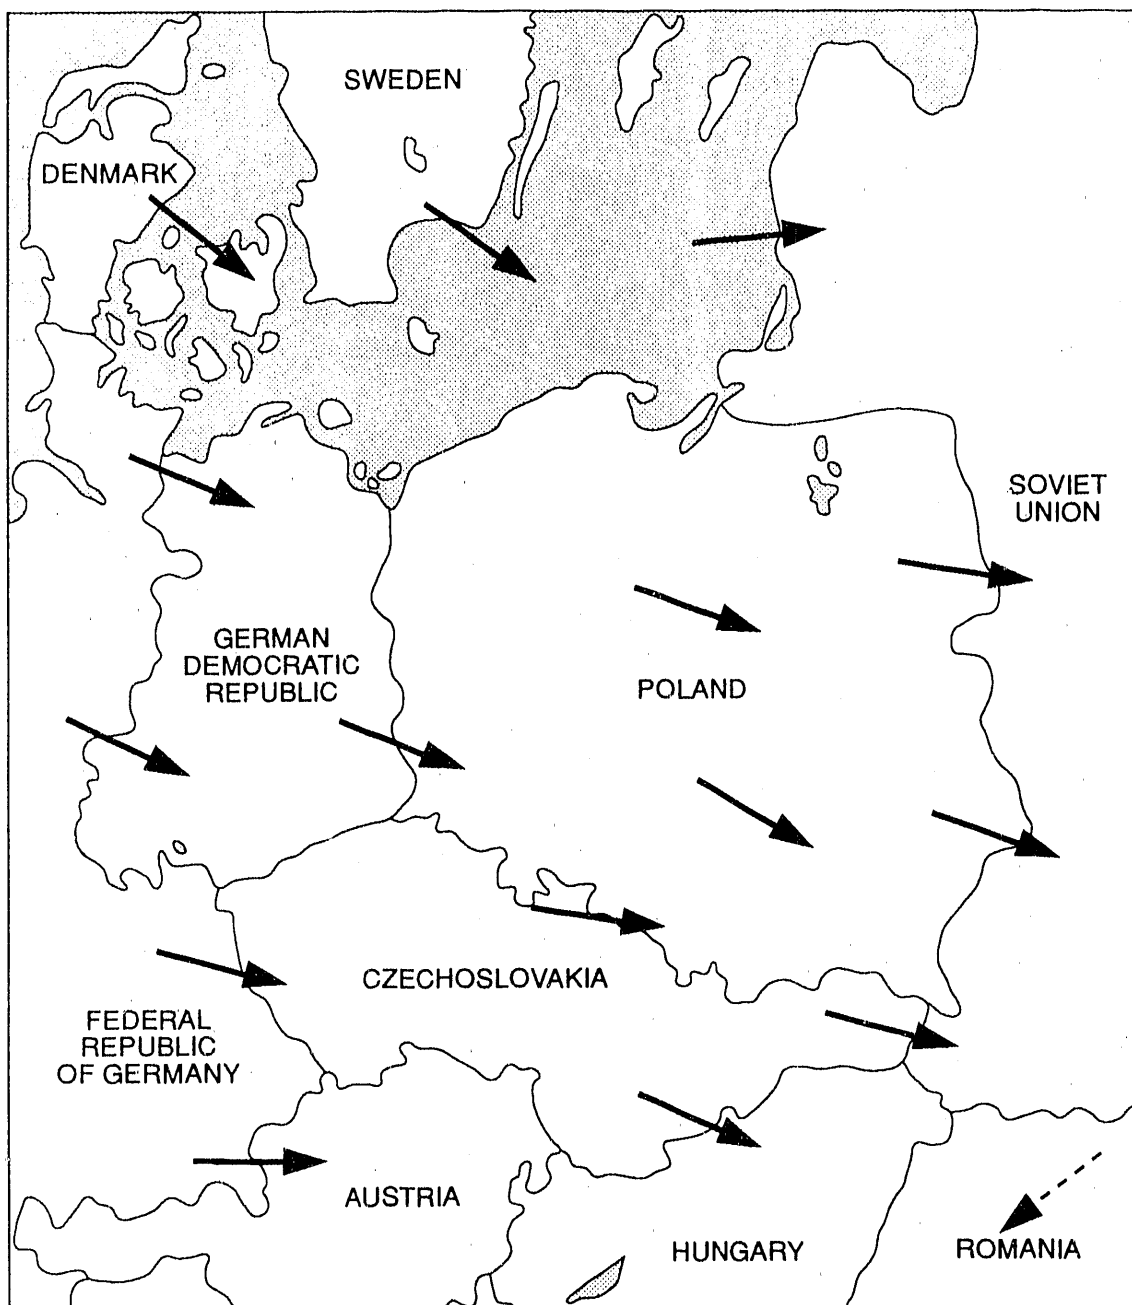 SWEDEN
DENMARK
SOVIET
UNION
GERMAN
DEMOCRATIC
REPUBLIC
POLAND
CZECHOSLOVAKIA
FEDERAL
REPUBLIC
OF GERMANY
AUSTRIA
HUNGARY
ROMANIA